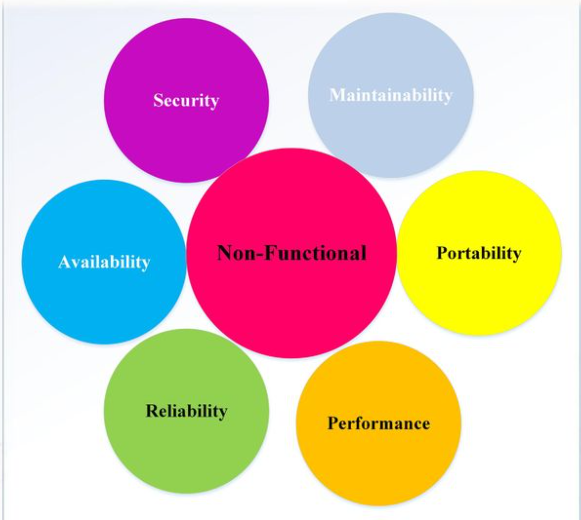 Security
Maintainability
Non-Functional
Portability
Availability
Reliability
Performance